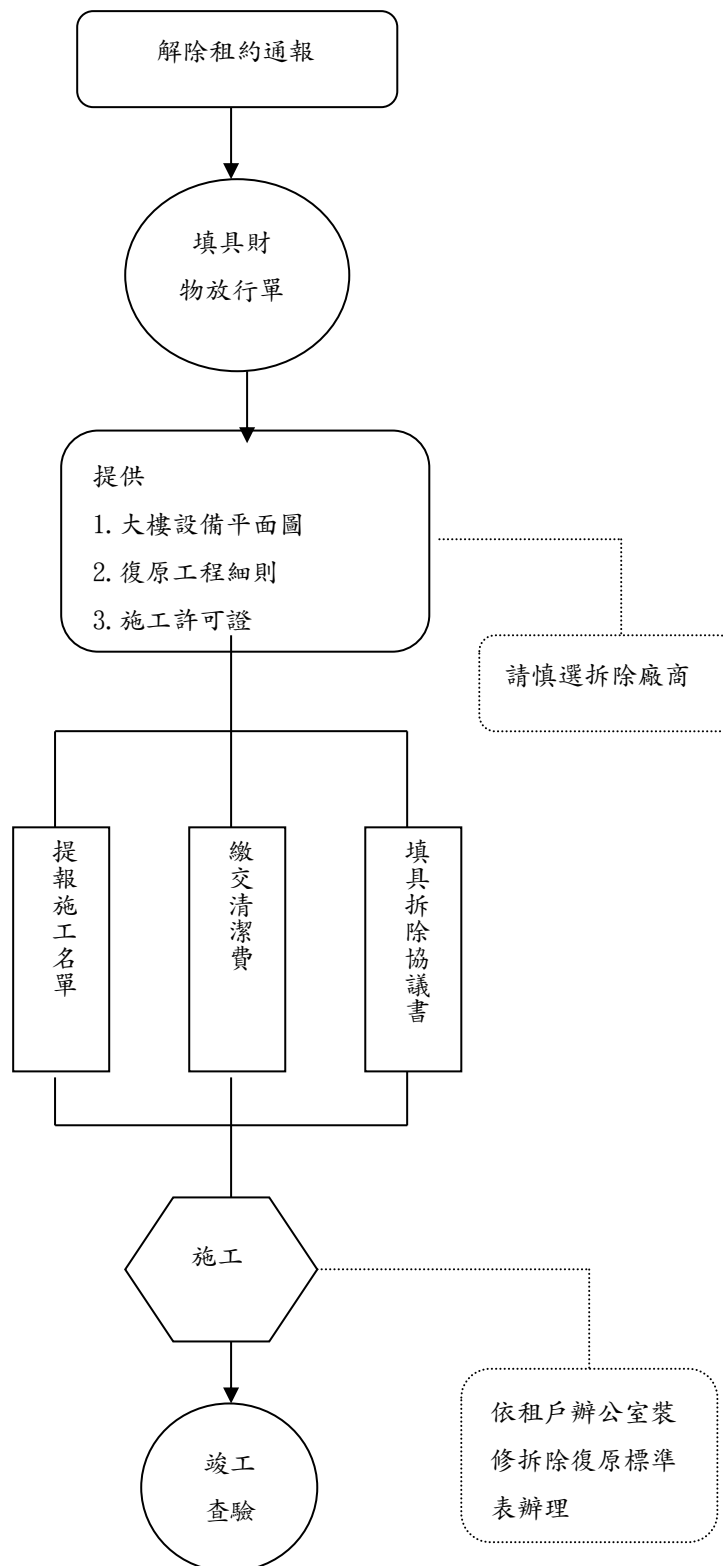 解除租約通報
填具財
物放行單
提供
1. 大樓設備平面圖
2. 復原工程細則
3. 施工許可證
請慎選拆除廠商
提報施工名單
繳交清潔費
填具拆除協議書
施工
依租戶辦公室裝
修拆除復原標準
表辦理
竣工
查驗